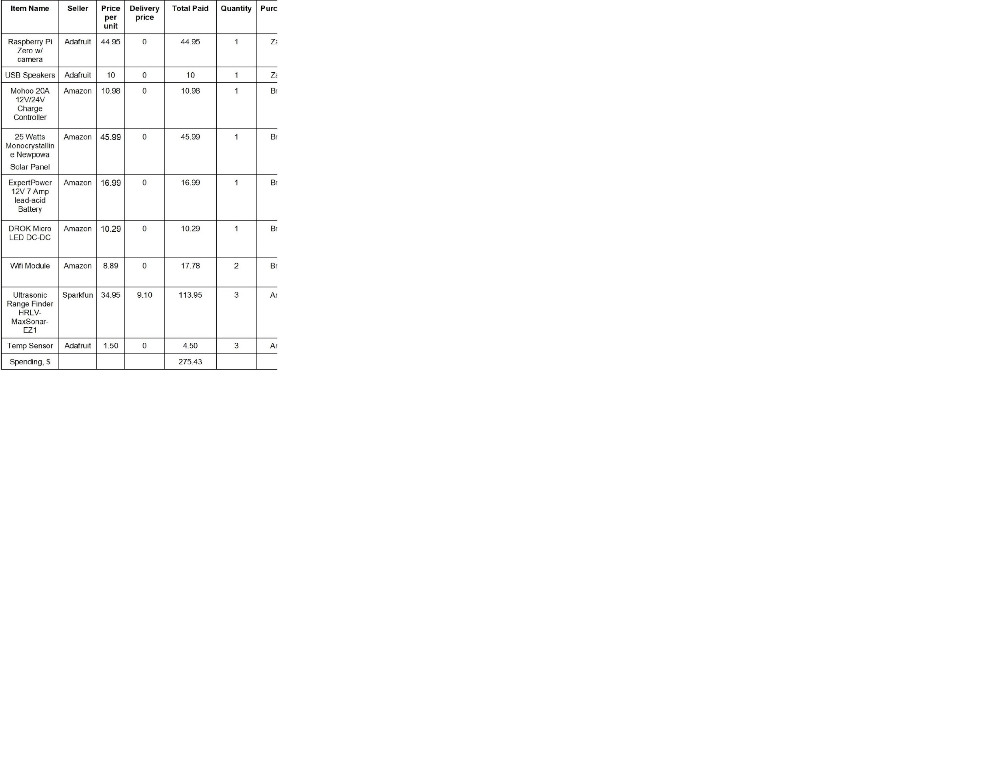 Item Name Seller Price per unit Delivery price Total Paid Quantity Purc
Raspberry Pi Zero w/ camera Adafruit 44.95 0 44.95 1 Za
USB Speakers Adafruit 10 0 10 1 Za
Mohoo 20A 12V/24V Charge Controller Amazon 10.98 0 10.98 1 Br
25 Watts Monocrystallin e Newpowa Solar Panel Amazon 45.99 0 45.99 1 Br
ExpertPower 12V 7 Amp lead-acid Battery Amazon 16.99 0 16.99 1 Br
DROK Micro LED DC-DC Amazon 10.29 0 10.29 1 Br
Wifi Module Amazon 8.89 0 17.78 2 Br
Ultrasonic Range Finder HRLV-MaxSonar-EZ1 Sparkfun 34.95 9.10 113.95 3 Ar
Temp Sensor Adafruit 1.50 0 4.50 3 Ar
Spending, $ 275.43